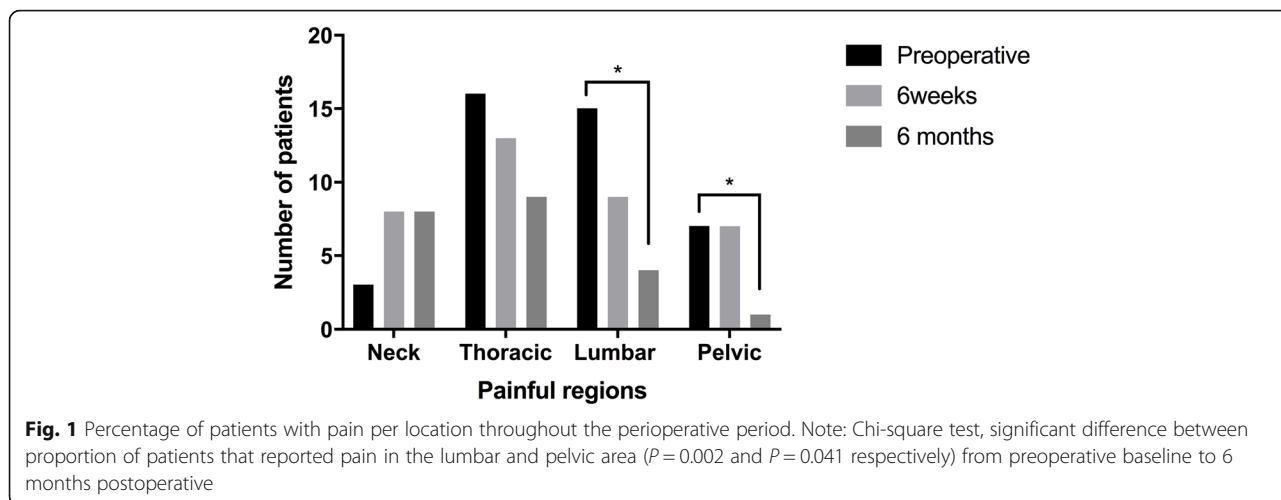 20
15
10
5
0
Number of patients
*
*
Neck Thoracic Lumbar Pelvic
Painful regions
Preoperative
6weeks
6 months
Fig. 1 Percentage of patients with pain per location throughout the perioperative period. Note: Chi-square test, significant difference between
proportion of patients that reported pain in the lumbar and pelvic area (P = 0.002 and P = 0.041 respectively) from preoperative baseline to 6
months postoperative